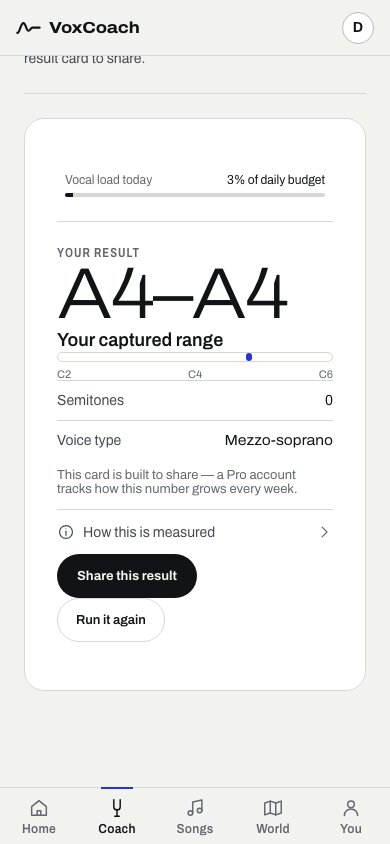 VoxCoach
D
result card to share.
Vocal load today
3% of daily budget
YOUR RESULT
A4–A4
Your captured range
C2
C4
C6
Semitones
0
Voice type
Mezzo-soprano
This card is built to share — a Pro account
tracks how this number grows every week.
How this is measured
Share this result
Run it again
Home
Coach
Songs
World
You